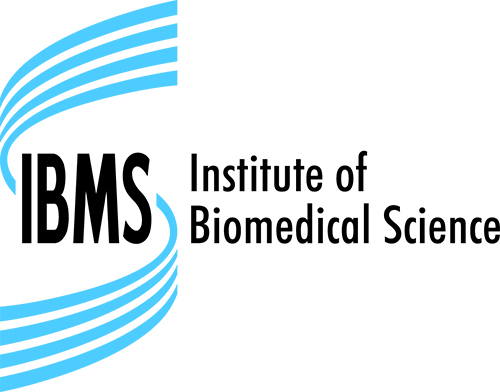 IBMS
Institute of
Biomedical Science